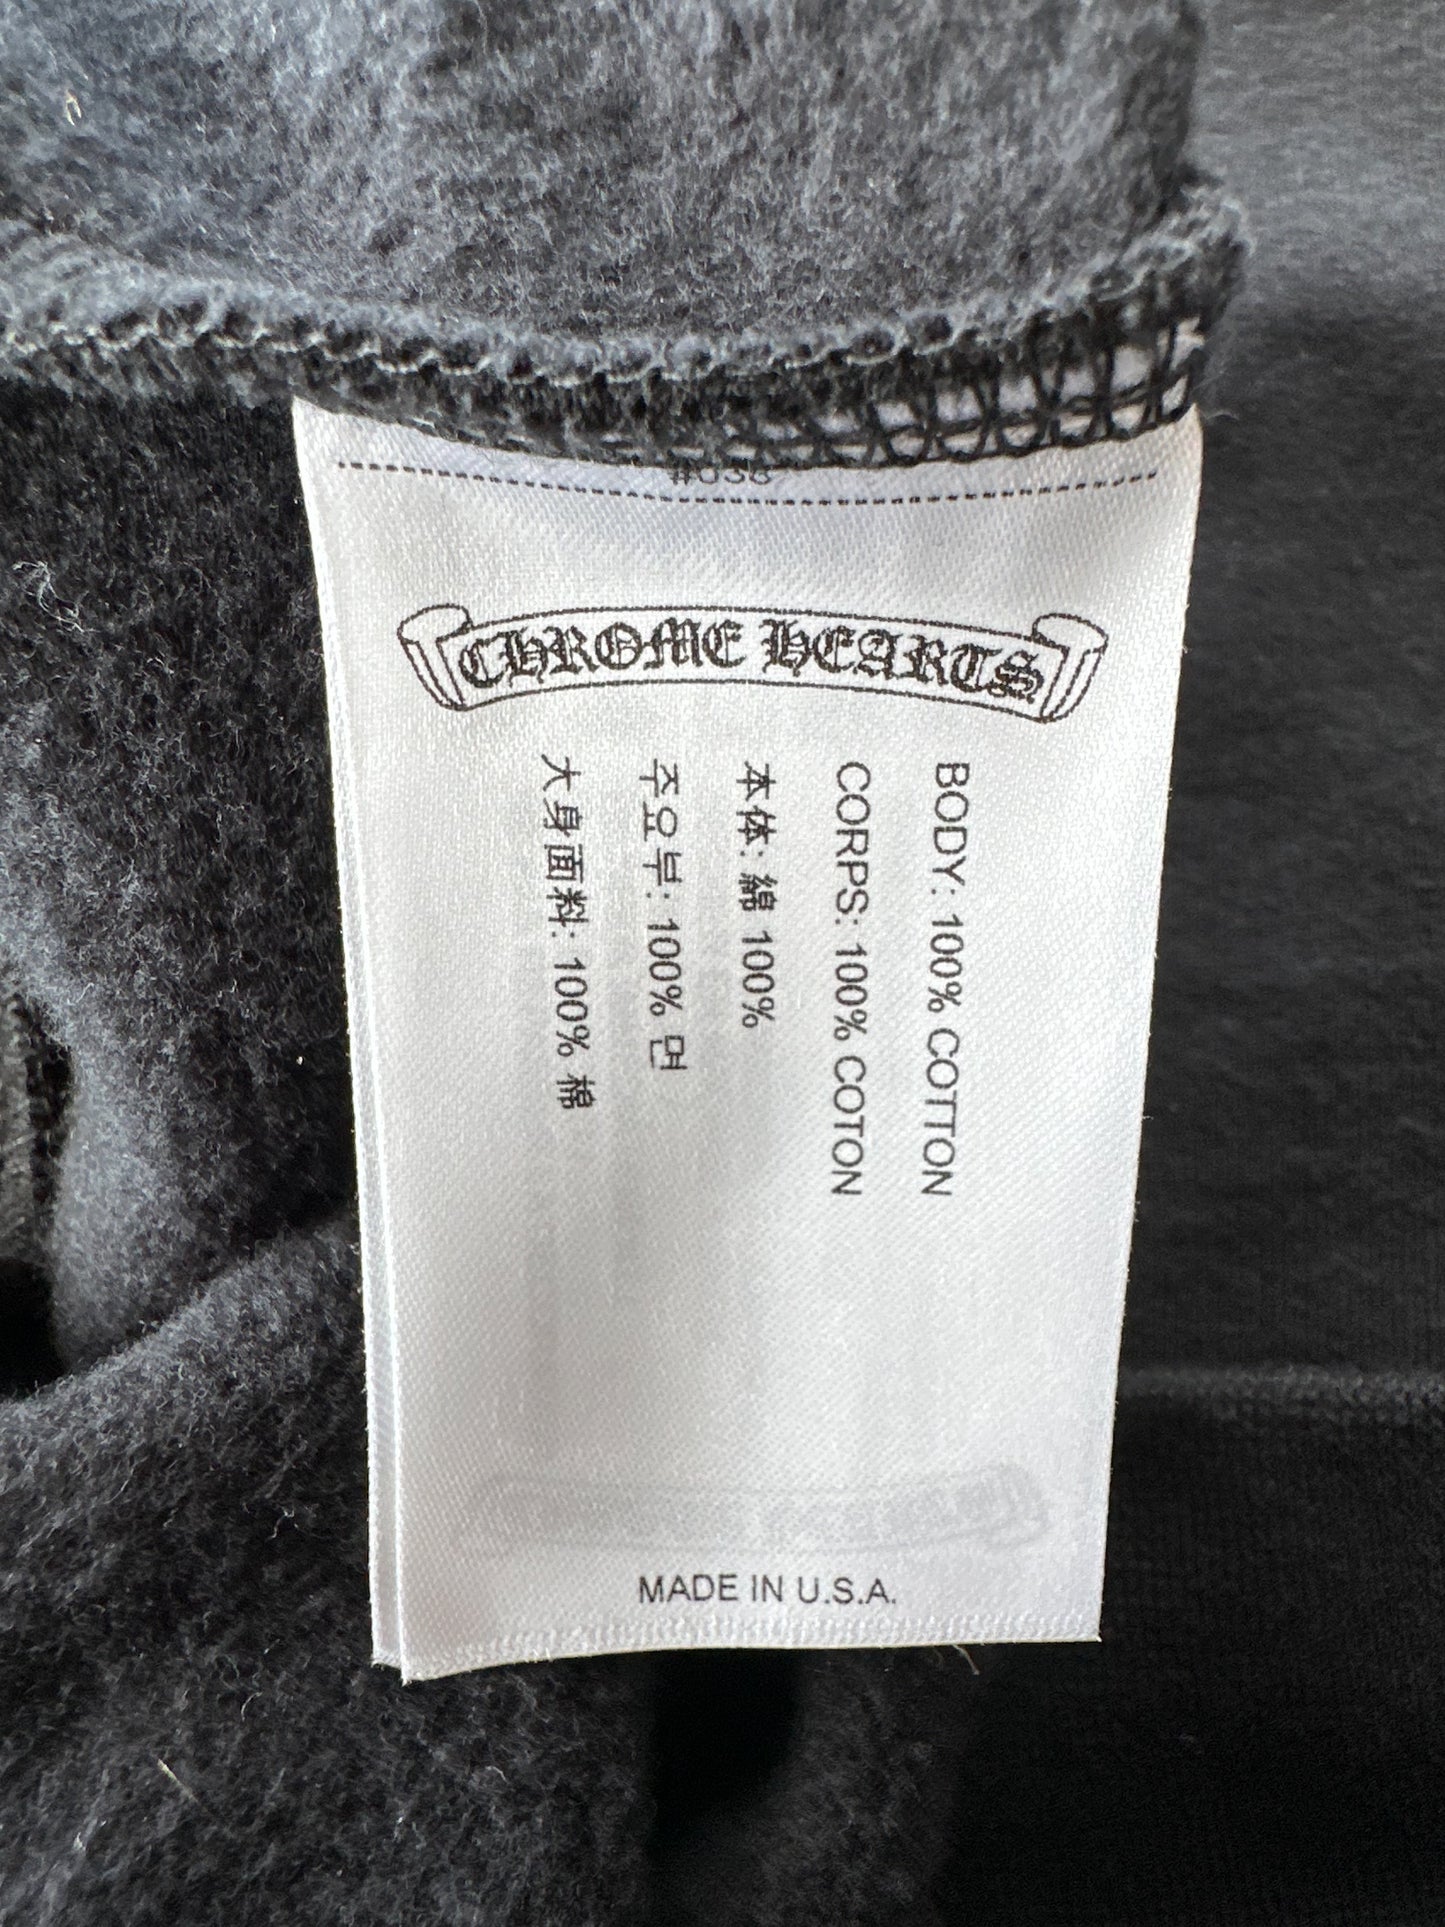 CHROME HEARTS
BODY: 100% COTTON
CORPS: 100% COTON
本体: 綿 100%
주요부: 100% 면
大身面料: 100% 棉
MADE IN U.S.A.